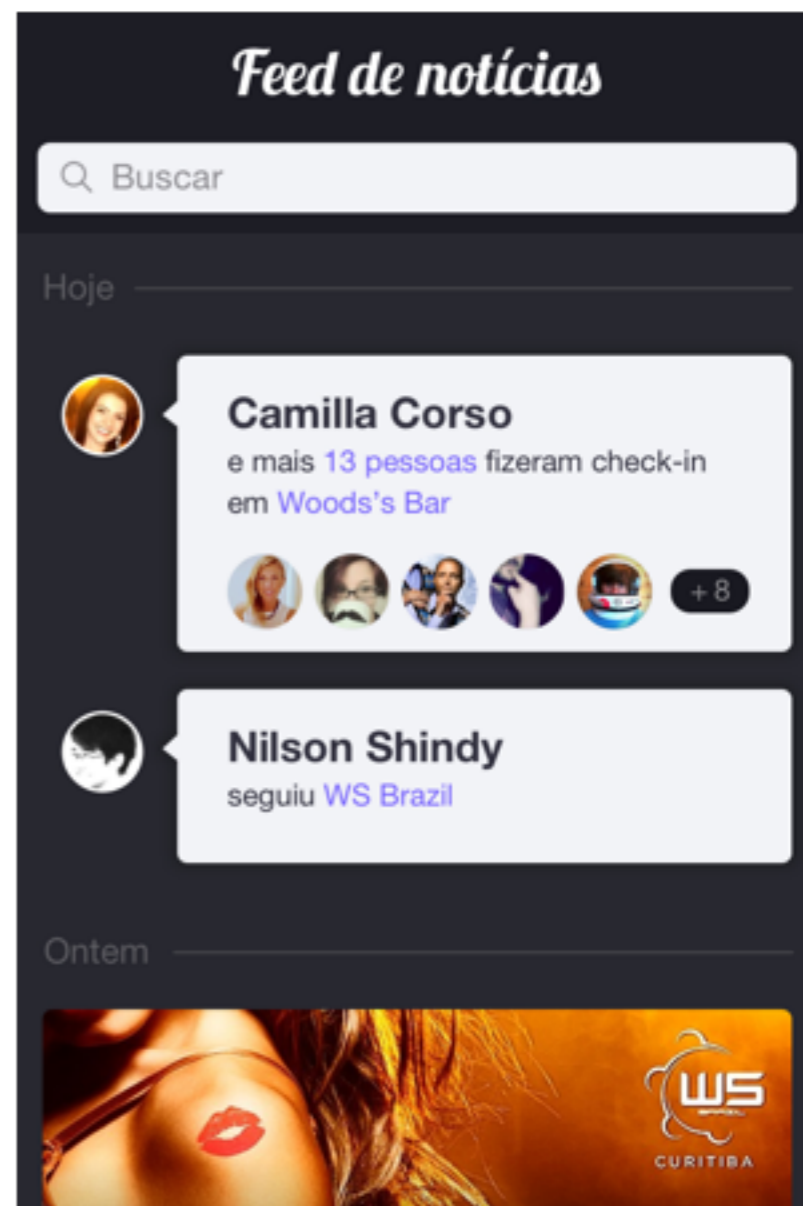 Feed de notícias
Buscar
Hoje
Camilla Corso
e mais 13 pessoas fizeram check-in
em Woods's Bar
+ 8
Nilson Shindy
seguiu WS Brazil
Ontem
WS
BRAZIL
CURITIBA